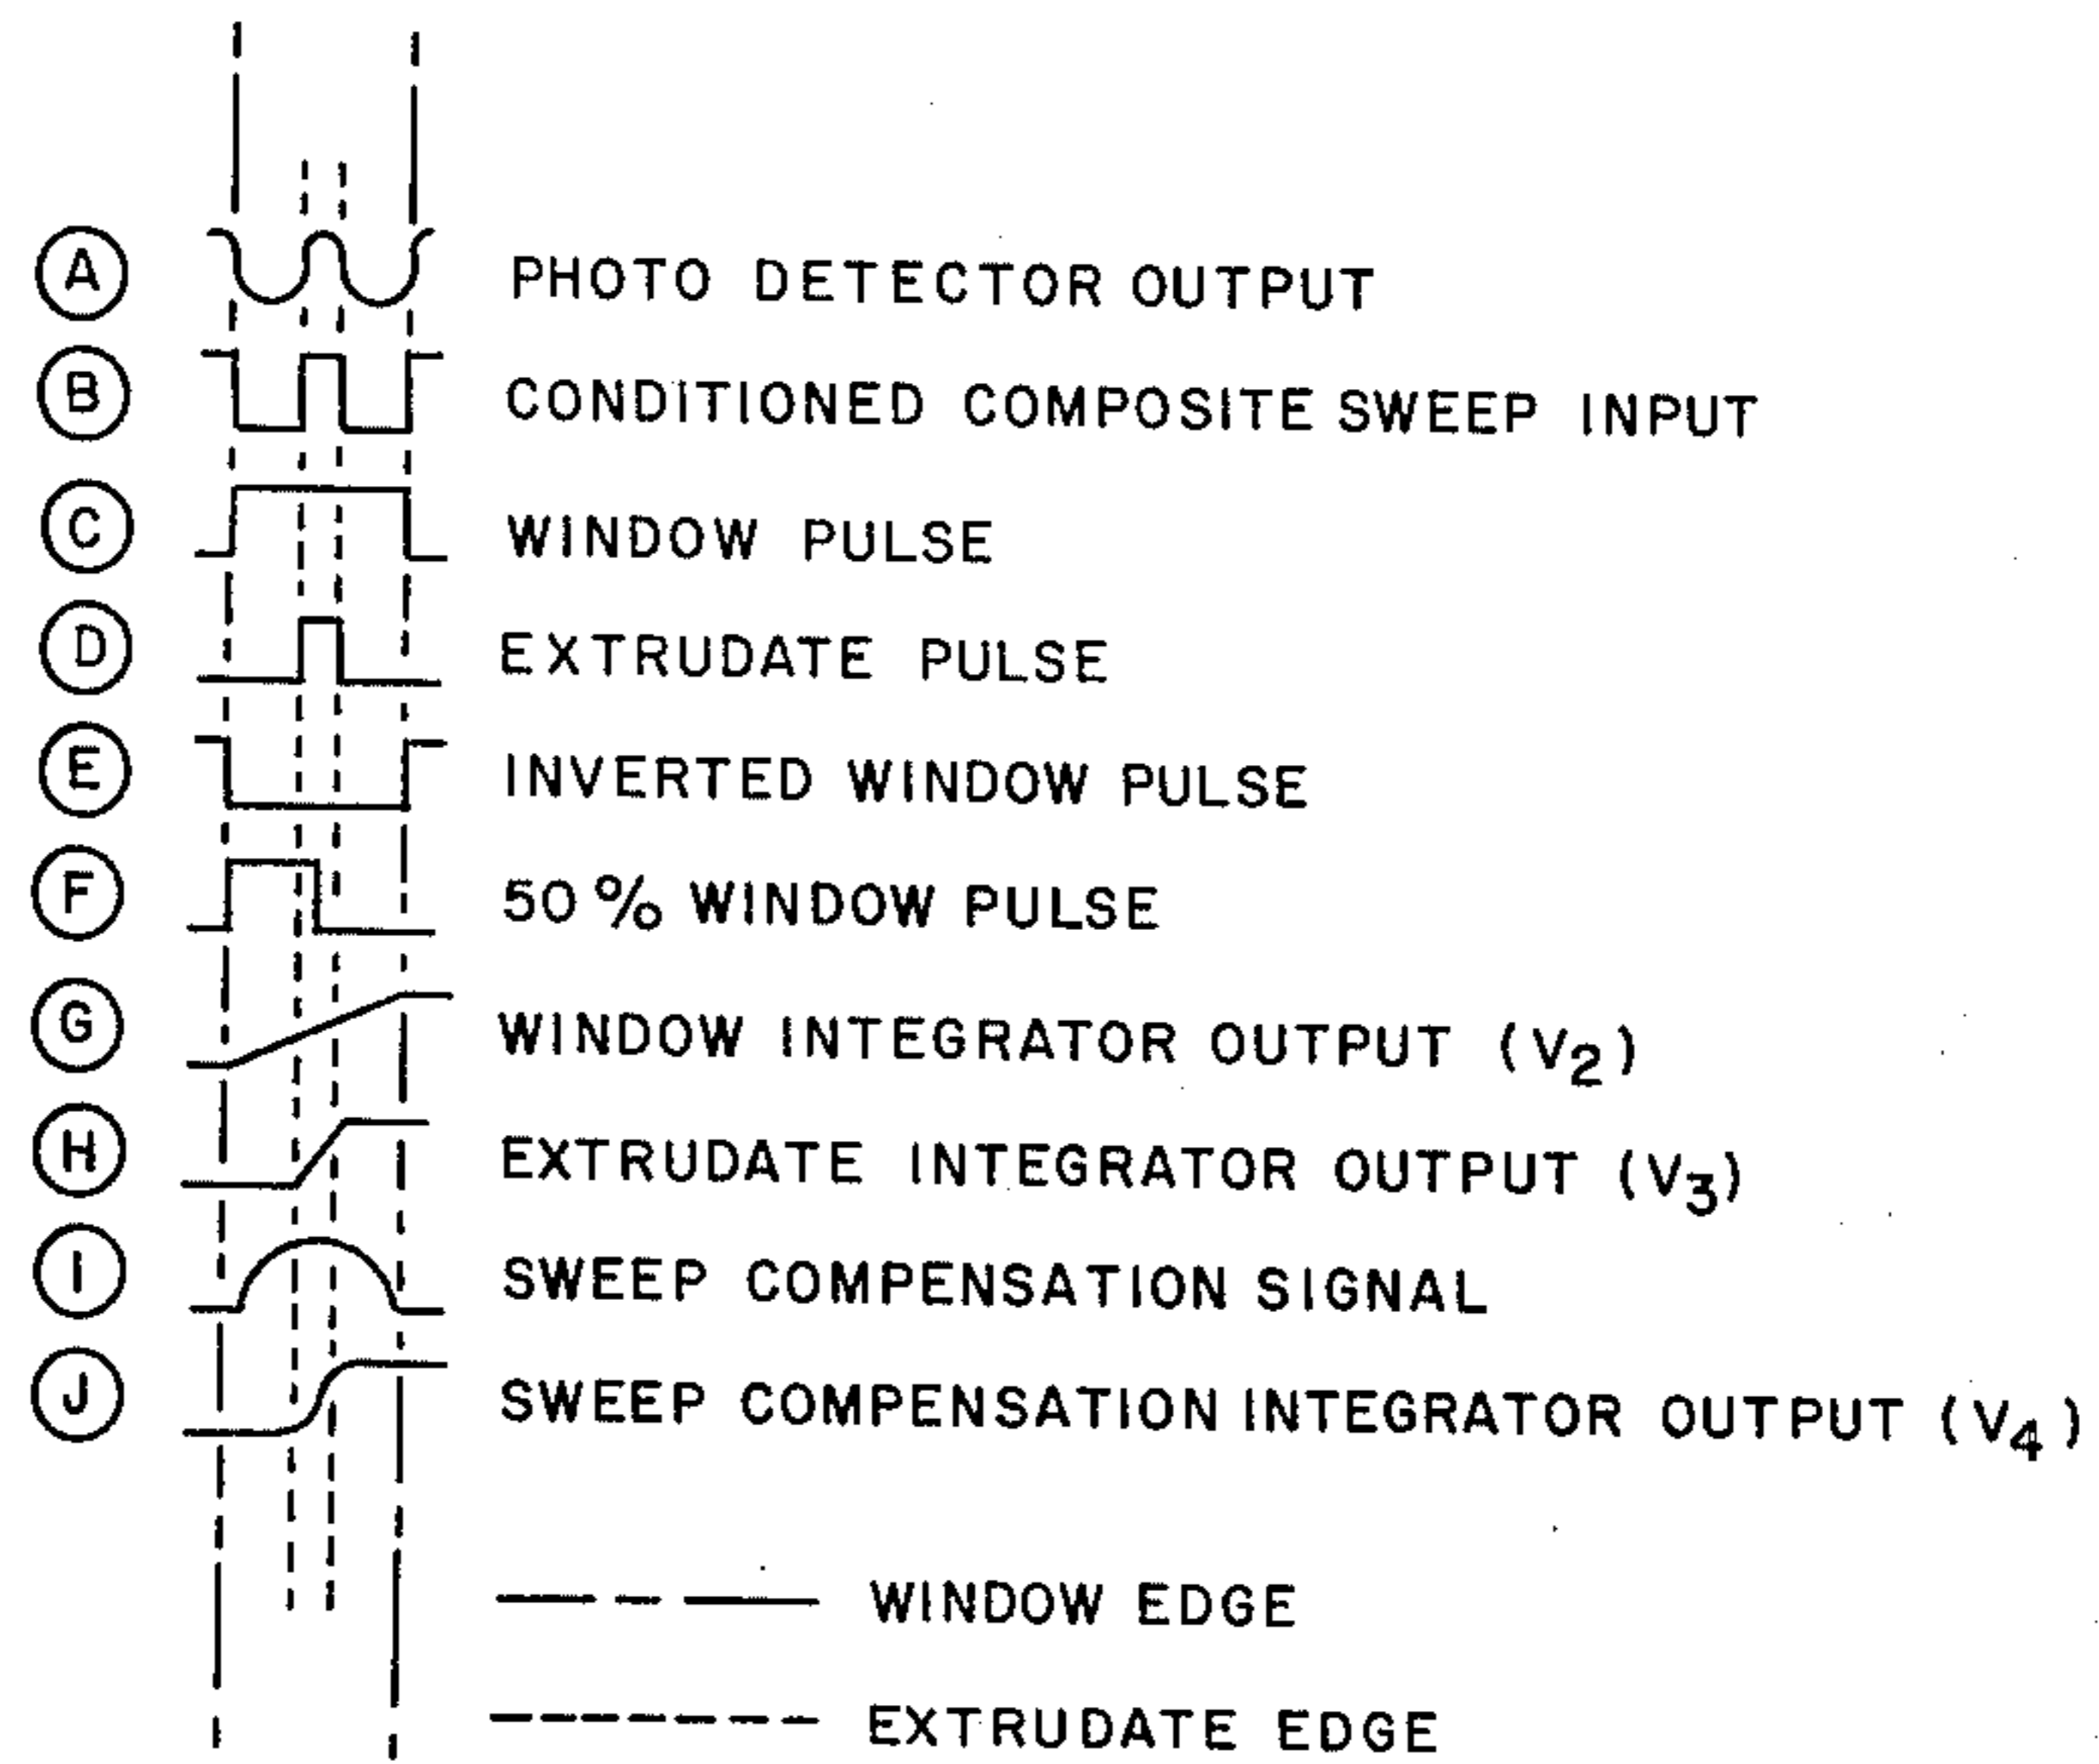 A PHOTO DETECTOR OUTPUT
B CONDITIONED COMPOSITE SWEEP INPUT
C WINDOW PULSE
D EXTRUDATE PULSE
E INVERTED WINDOW PULSE
F 50% WINDOW PULSE
G WINDOW INTEGRATOR OUTPUT (V2)
H EXTRUDATE INTEGRATOR OUTPUT (V3)
I SWEEP COMPENSATION SIGNAL
J SWEEP COMPENSATION INTEGRATOR OUTPUT (V4)
WINDOW EDGE
EXTRUDATE EDGE